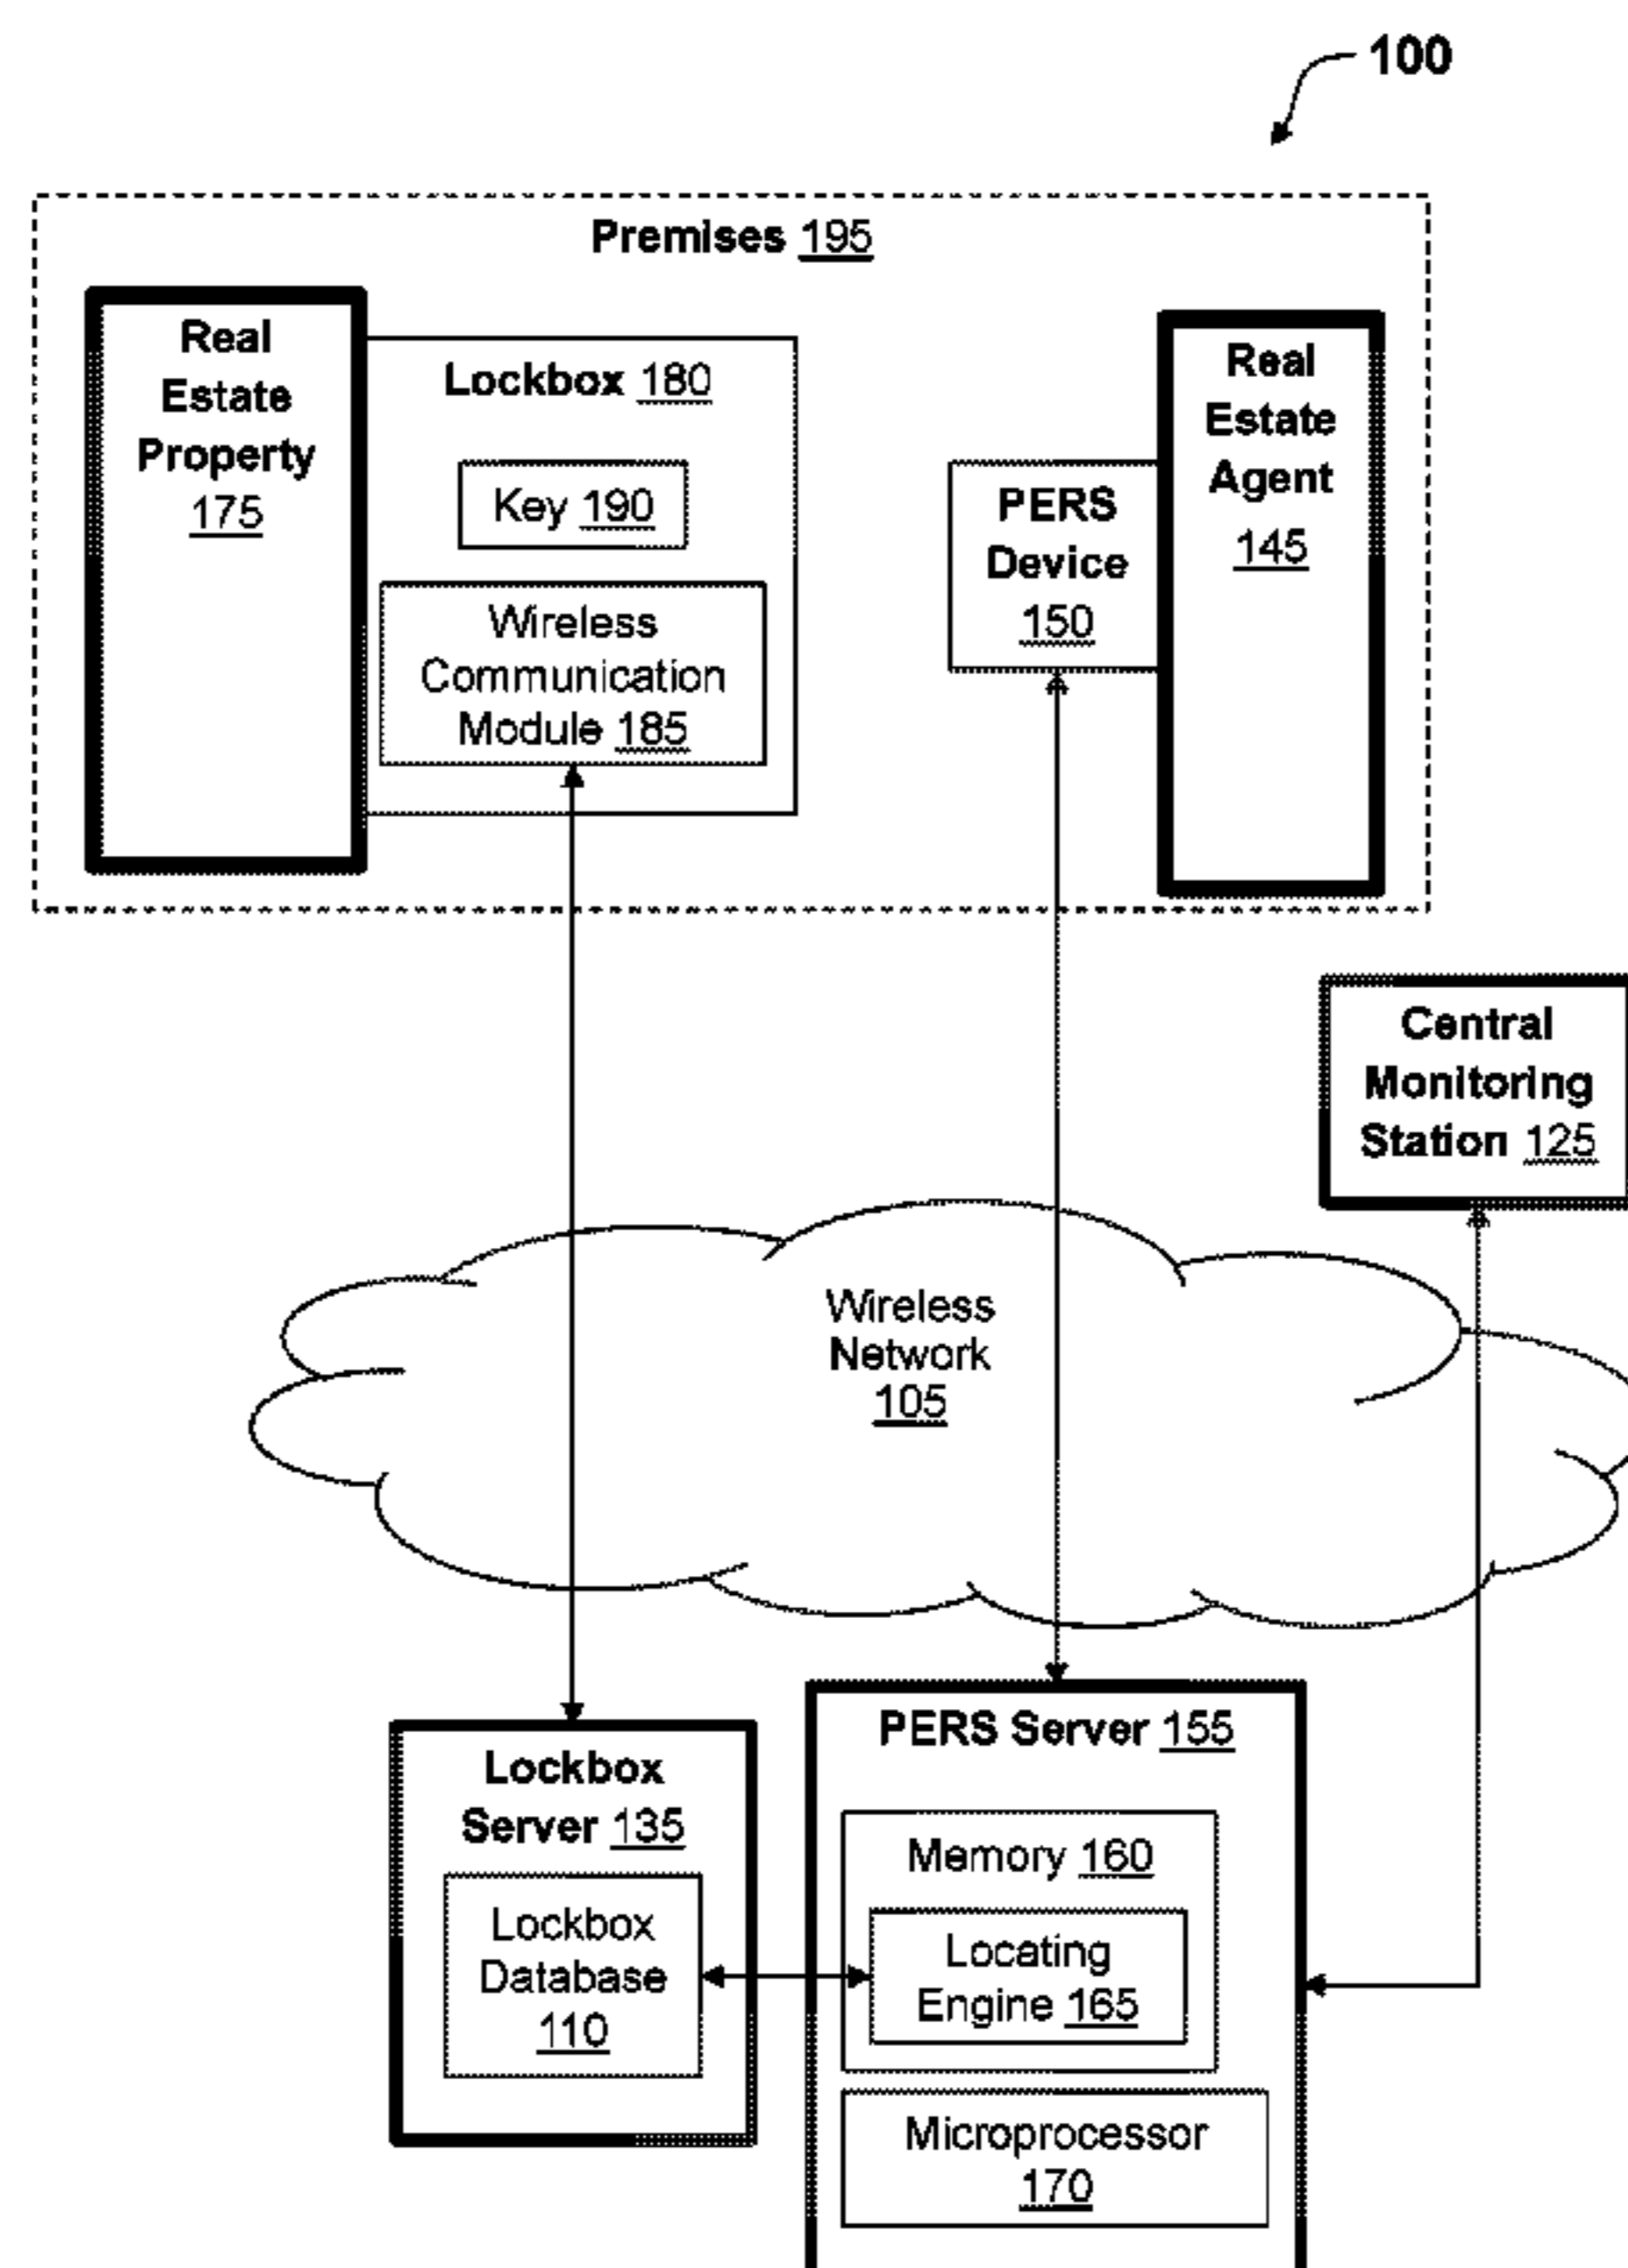 100
Premises 195
Real
Estate
Property
175
Lockbox 180
Key 190
Wireless
Communication
Module 185
PERS
Device
150
Real
Estate
Agent
145
Central
Monitoring
Station 125
Wireless
Network
105
Lockbox
Server 135
Lockbox
Database
110
PERS Server 155
Memory 160
Locating
Engine 165
Microprocessor
170